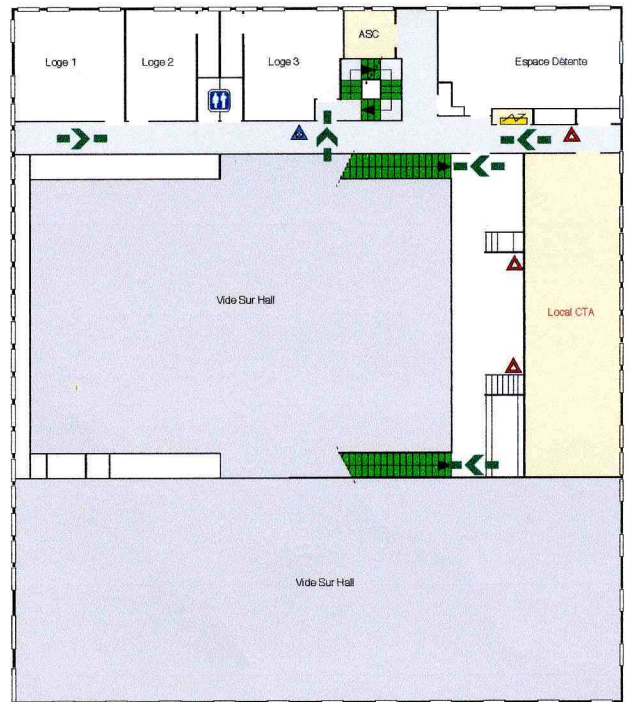 ASC
Loge 1
Loge 2
Loge 3
Espace Détente
Vide Sur Hall
Local CTA
Vide Sur Hall